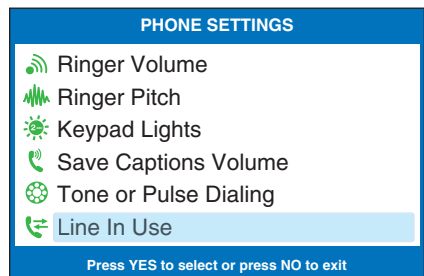 PHONE SETTINGS
Ringer Volume
Ringer Pitch
Keypad Lights
Save Captions Volume
Tone or Pulse Dialing
Line In Use
Press YES to select or press NO to exit